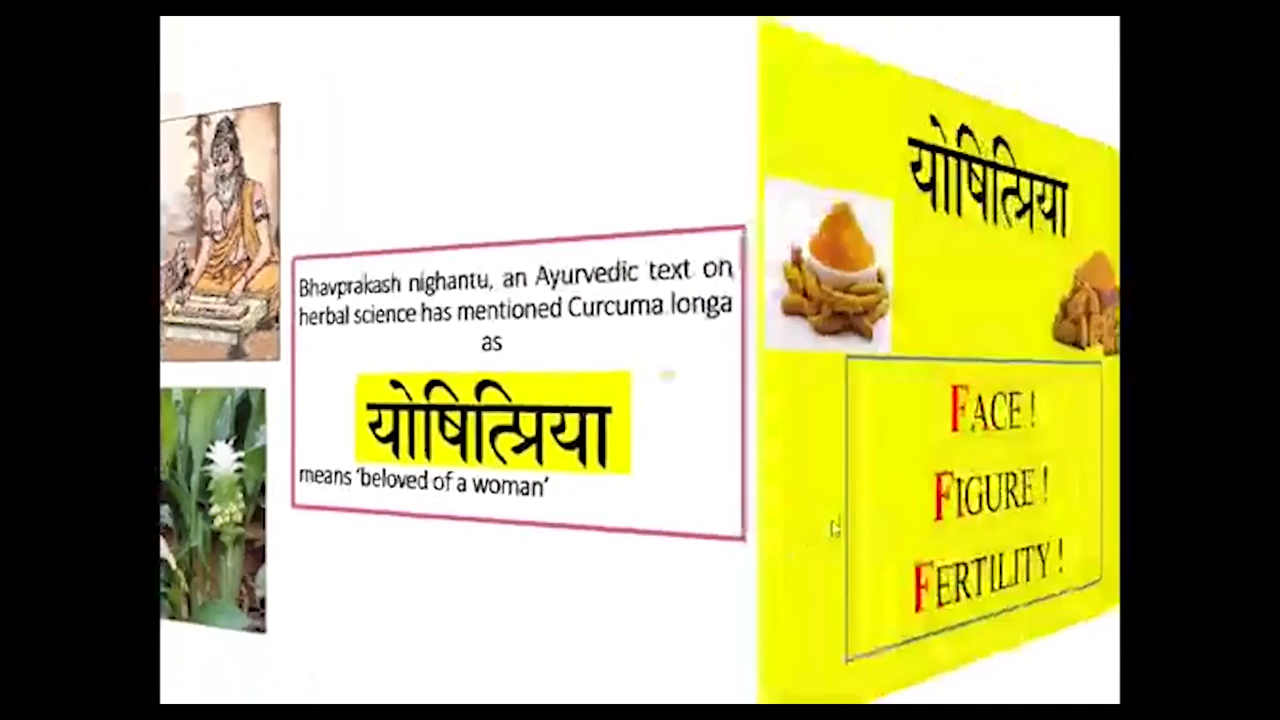 Bhavprakash nighantu, an Ayurvedic text on
herbal science has mentioned Curcuma longa
as
योषित्प्रिया
means ‘beloved of a woman’
योषित्प्रिया
FACE !
FIGURE !
FERTILITY !